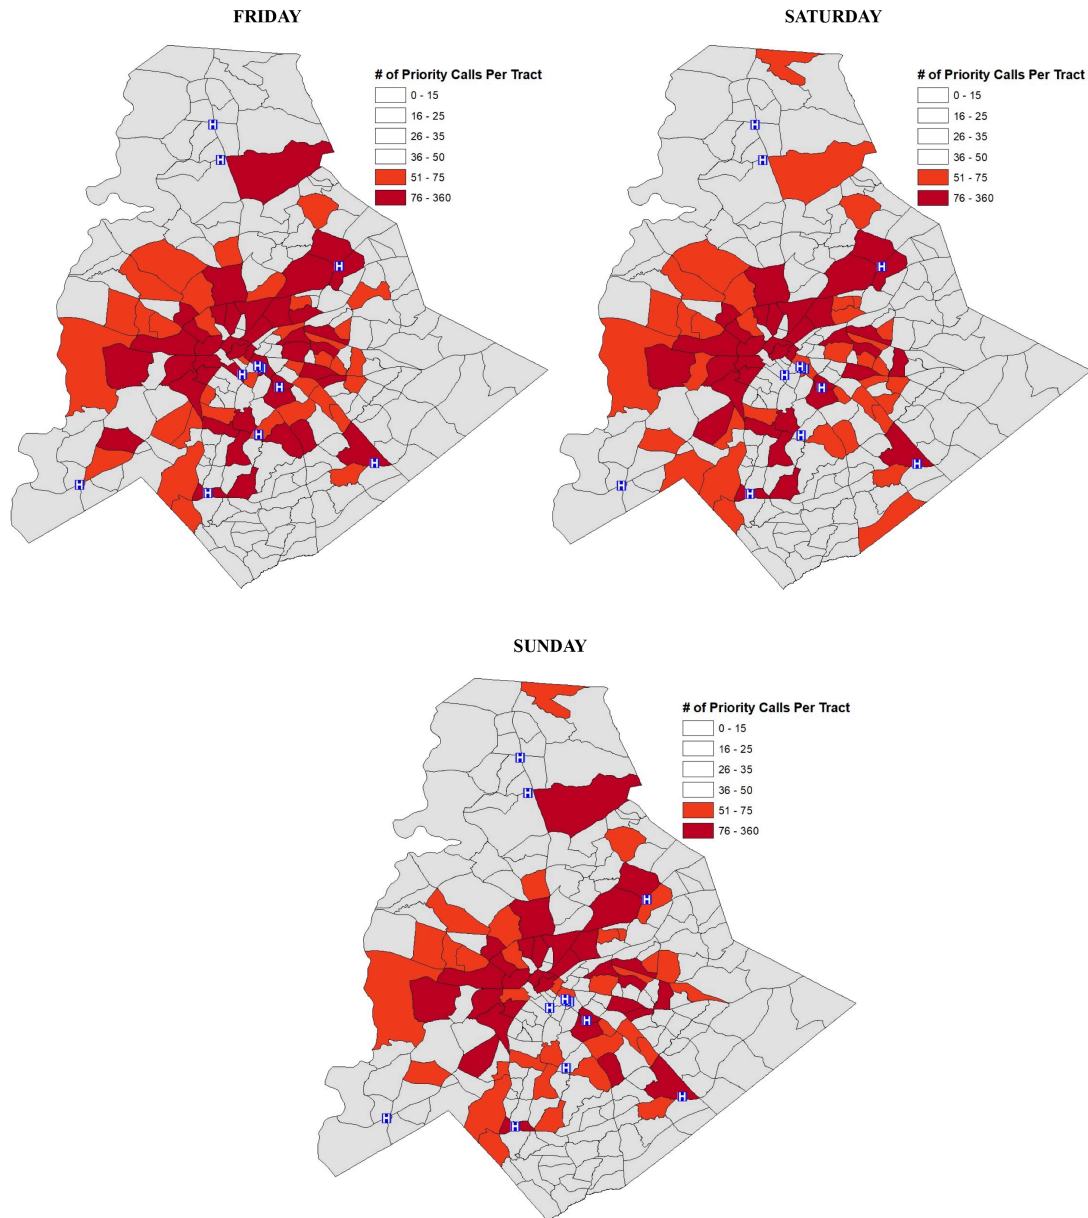 FRIDAY
# of Priority Calls Per Tract
0 - 15
16 - 25
26 - 35
36 - 50
51 - 75
76 - 360
H
H
H
H
H
H
H
H
H
H
SATURDAY
# of Priority Calls Per Tract
0 - 15
16 - 25
26 - 35
36 - 50
51 - 75
76 - 360
H
H
H
H
H
H
H
H
H
H
SUNDAY
# of Priority Calls Per Tract
0 - 15
16 - 25
26 - 35
36 - 50
51 - 75
76 - 360
H
H
H
H
H
H
H
H
H
H